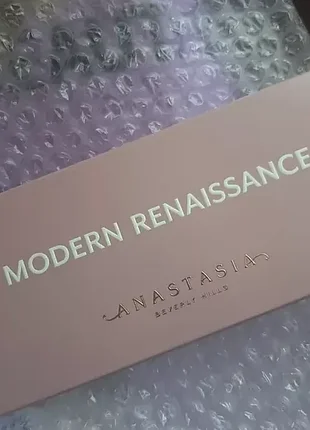 MODERN RENAISSANCE
ANASTASIA
BEVERLY HILLS